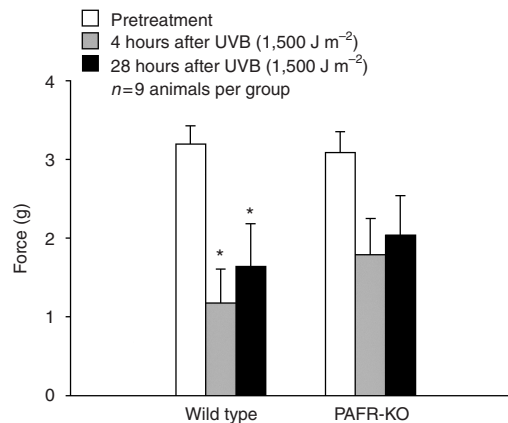 Pretreatment
4 hours after UVB (1,500 J m⁻²)
28 hours after UVB (1,500 J m⁻²)
n=9 animals per group
4
3
2
1
0
Force (g)
*
*
Wild type PAFR-KO